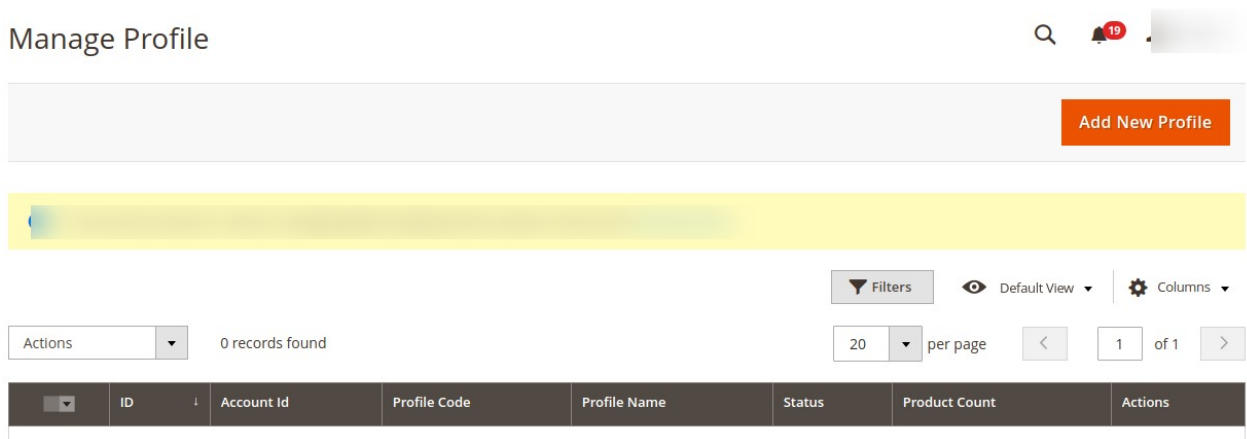 Manage Profile
19
Add New Profile
Filters
Default View
Columns
Actions
0 records found
20
per page
1
of 1
ID ↓ Account Id Profile Code Profile Name Status Product Count Actions